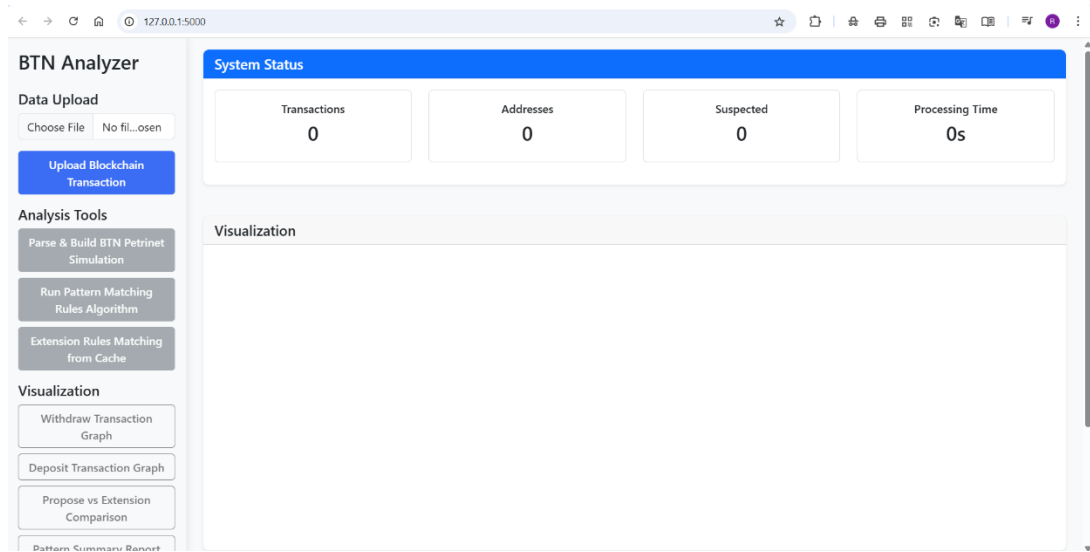 127.0.0.1:5000
R
BTN Analyzer
Data Upload
Choose File No fil...osen
Upload Blockchain
Transaction
Analysis Tools
Parse & Build BTN Petrinet
Simulation
Run Pattern Matching
Rules Algorithm
Extension Rules Matching
from Cache
Visualization
Withdraw Transaction
Graph
Deposit Transaction Graph
Propose vs Extension
Comparison
Pattern Summary Report
System Status
Transactions
0
Addresses
0
Suspected
0
Processing Time
0s
Visualization